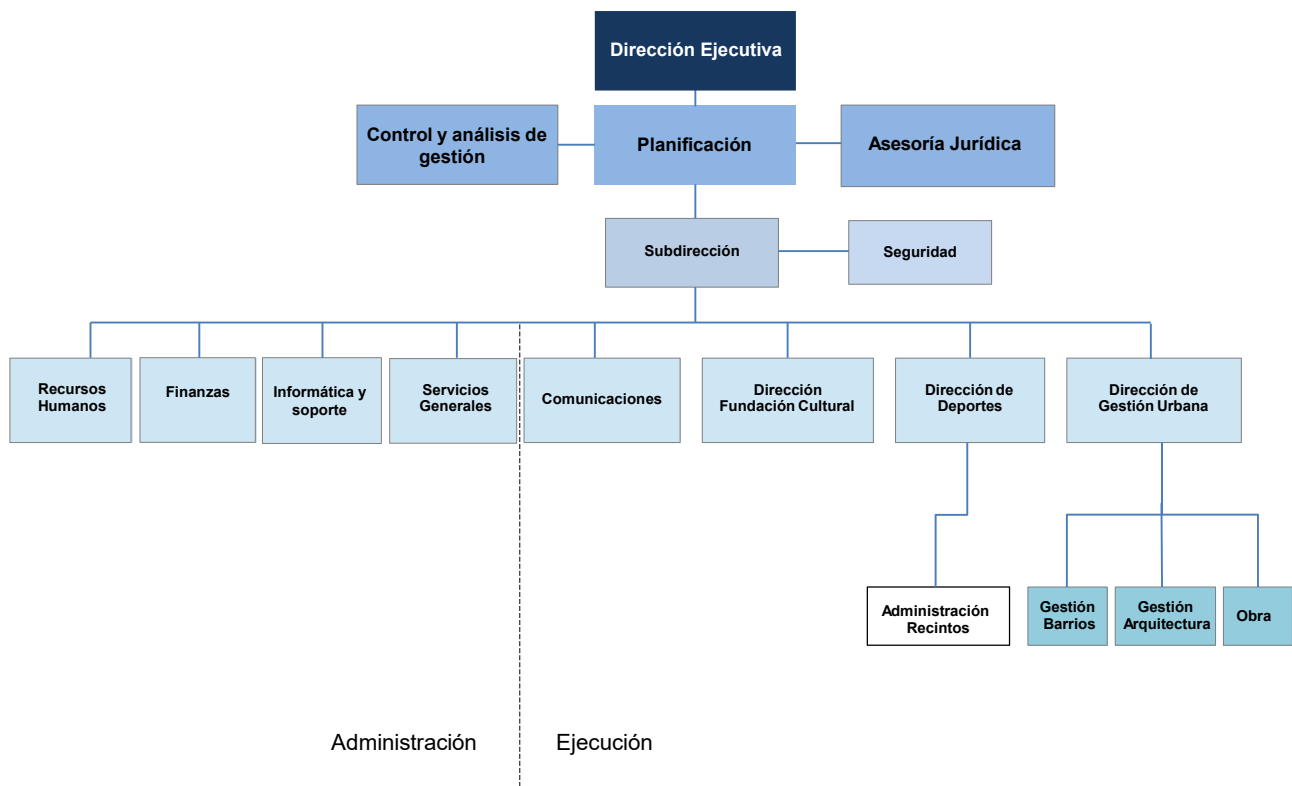 Dirección Ejecutiva
Control y análisis de
gestión
Planificación
Asesoría Jurídica
Subdirección
Seguridad
Recursos
Humanos
Finanzas
Informática y
soporte
Servicios
Generales
Comunicaciones
Dirección
Fundación Cultural
Dirección de
Deportes
Dirección de
Gestión Urbana
Administración
Recintos
Gestión
Barrios
Gestión
Arquitectura
Obra
Administración
Ejecución